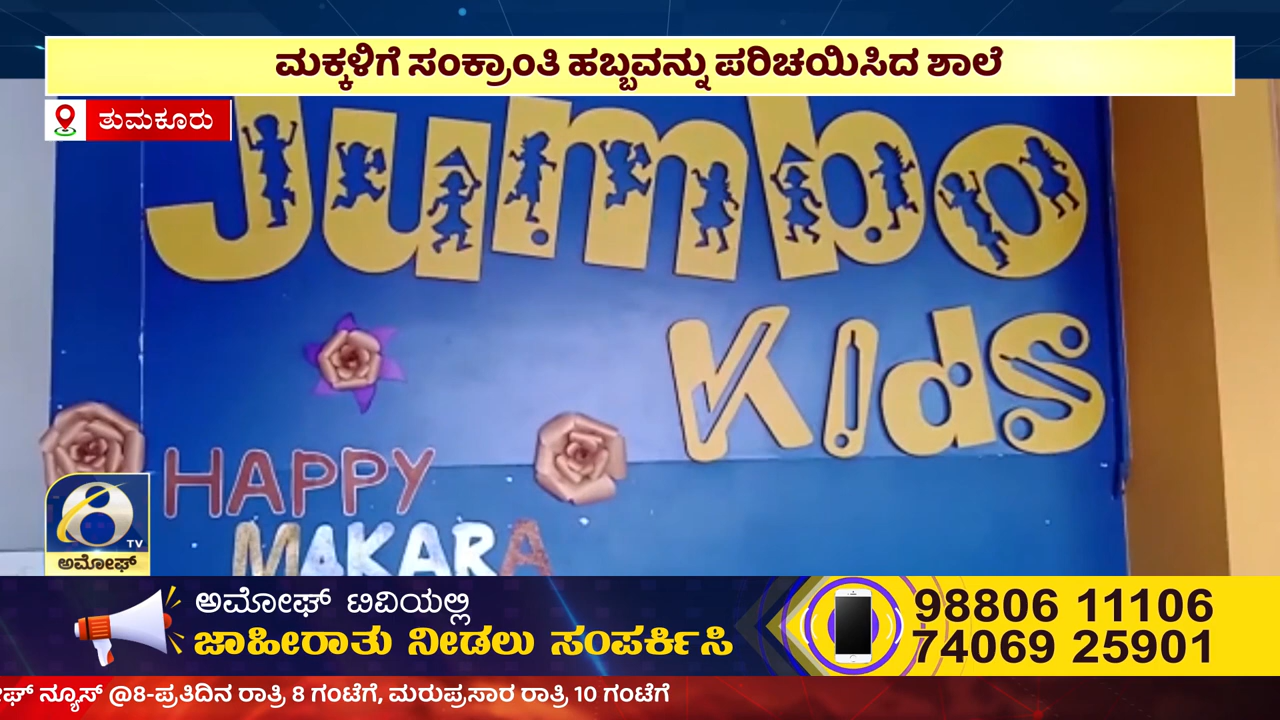 ಮಕ್ಕಳಿಗೆ ಸಂಕ್ರಾಂತಿ ಹಬ್ಬವನ್ನು ಪರಿಚಯಿಸಿದ ಶಾಲೆ
ತುಮಕೂರು
Jumbo
Kids
HAPPY
MAKARA
8
TV
ಅಮೋಘ್
ಅಮೋಘ್ ಟಿವಿಯಲ್ಲಿ
ಜಾಹೀರಾತು ನೀಡಲು ಸಂಪರ್ಕಿಸಿ
98806 11106
74069 25901
ನ್ಯೂಸ್ @8-ಪ್ರತಿದಿನ ರಾತ್ರಿ 8 ಗಂಟೆಗೆ, ಮರುಪ್ರಸಾರ ರಾತ್ರಿ 10 ಗಂಟೆಗೆ